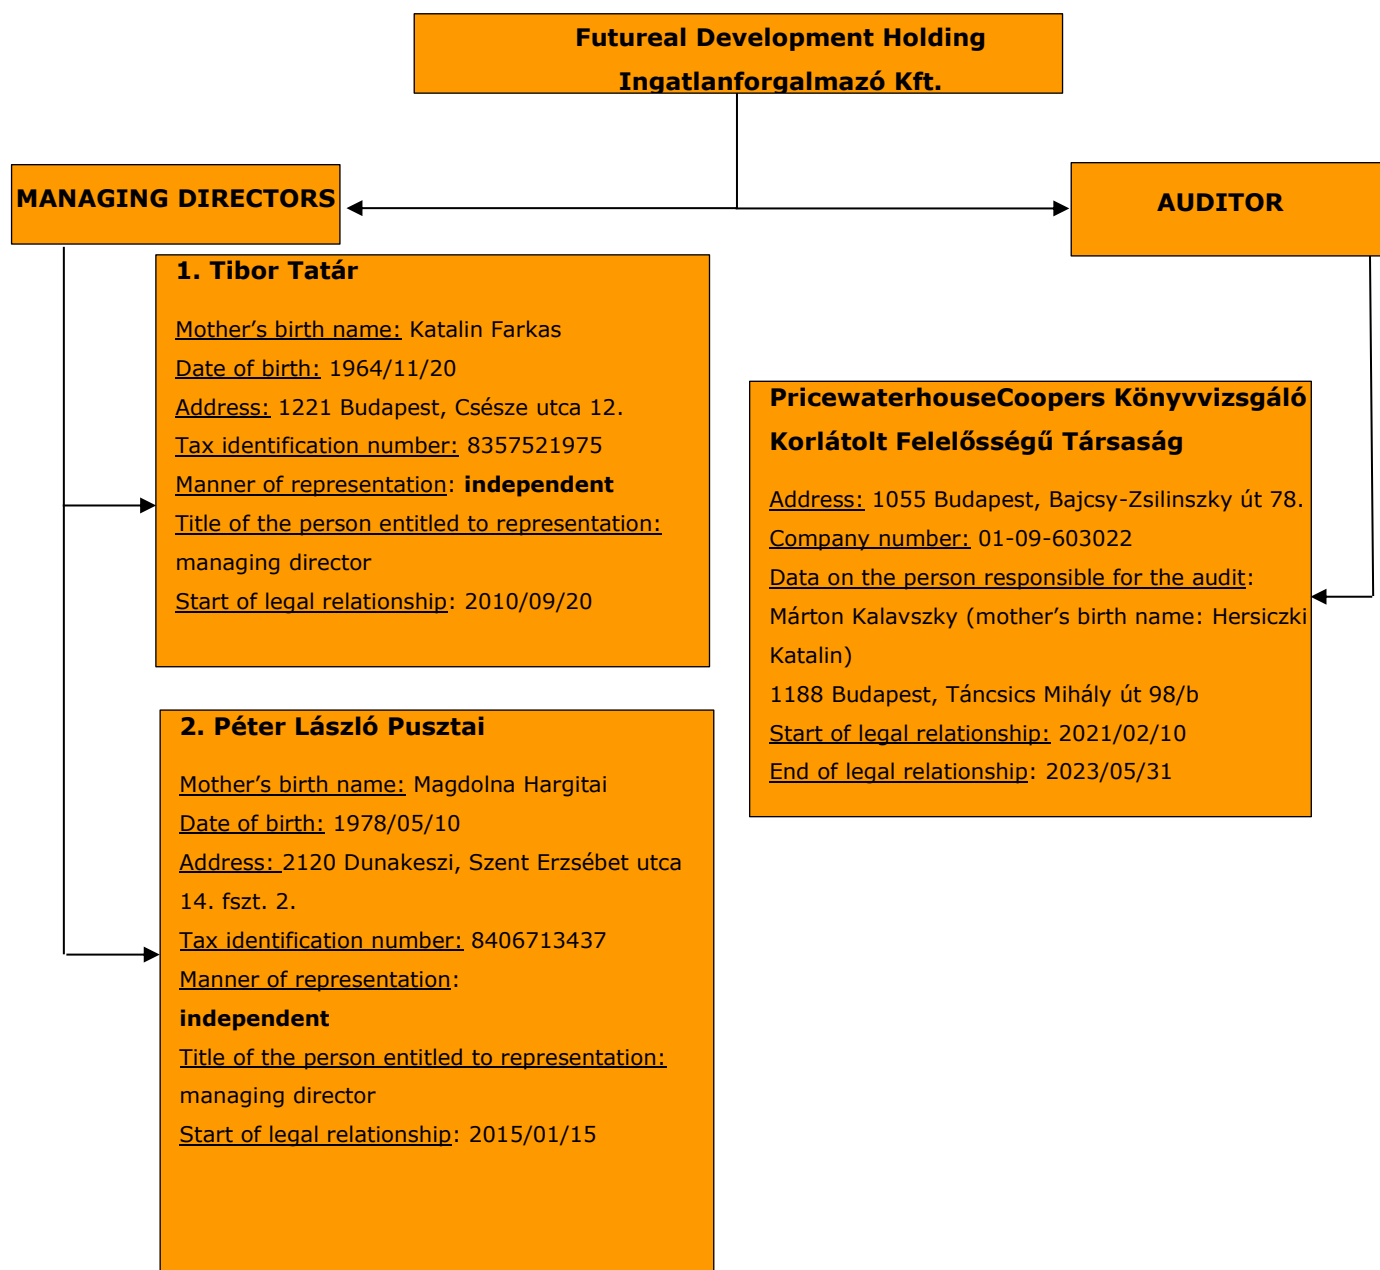 Futureal Development Holding
Ingatlanforgalmazó Kft.
MANAGING DIRECTORS
AUDITOR
1. Tibor Tatár
Mother's birth name: Katalin Farkas
Date of birth: 1964/11/20
Address: 1221 Budapest, Csésze utca 12.
Tax identification number: 8357521975
Manner of representation: independent
Title of the person entitled to representation:
managing director
Start of legal relationship: 2010/09/20
PricewaterhouseCoopers Könyvvizsgáló
Korlátolt Felelősségű Társaság
Address: 1055 Budapest, Bajcsy-Zsilinszky út 78.
Company number: 01-09-603022
Data on the person responsible for the audit:
Márton Kalavszky (mother's birth name: Hersiczki
Katalin)
1188 Budapest, Táncsics Mihály út 98/b
Start of legal relationship: 2021/02/10
End of legal relationship: 2023/05/31
2. Péter László Pusztai
Mother's birth name: Magdolna Hargitai
Date of birth: 1978/05/10
Address: 2120 Dunakeszi, Szent Erzsébet utca
14. fszt. 2.
Tax identification number: 8406713437
Manner of representation:
independent
Title of the person entitled to representation:
managing director
Start of legal relationship: 2015/01/15